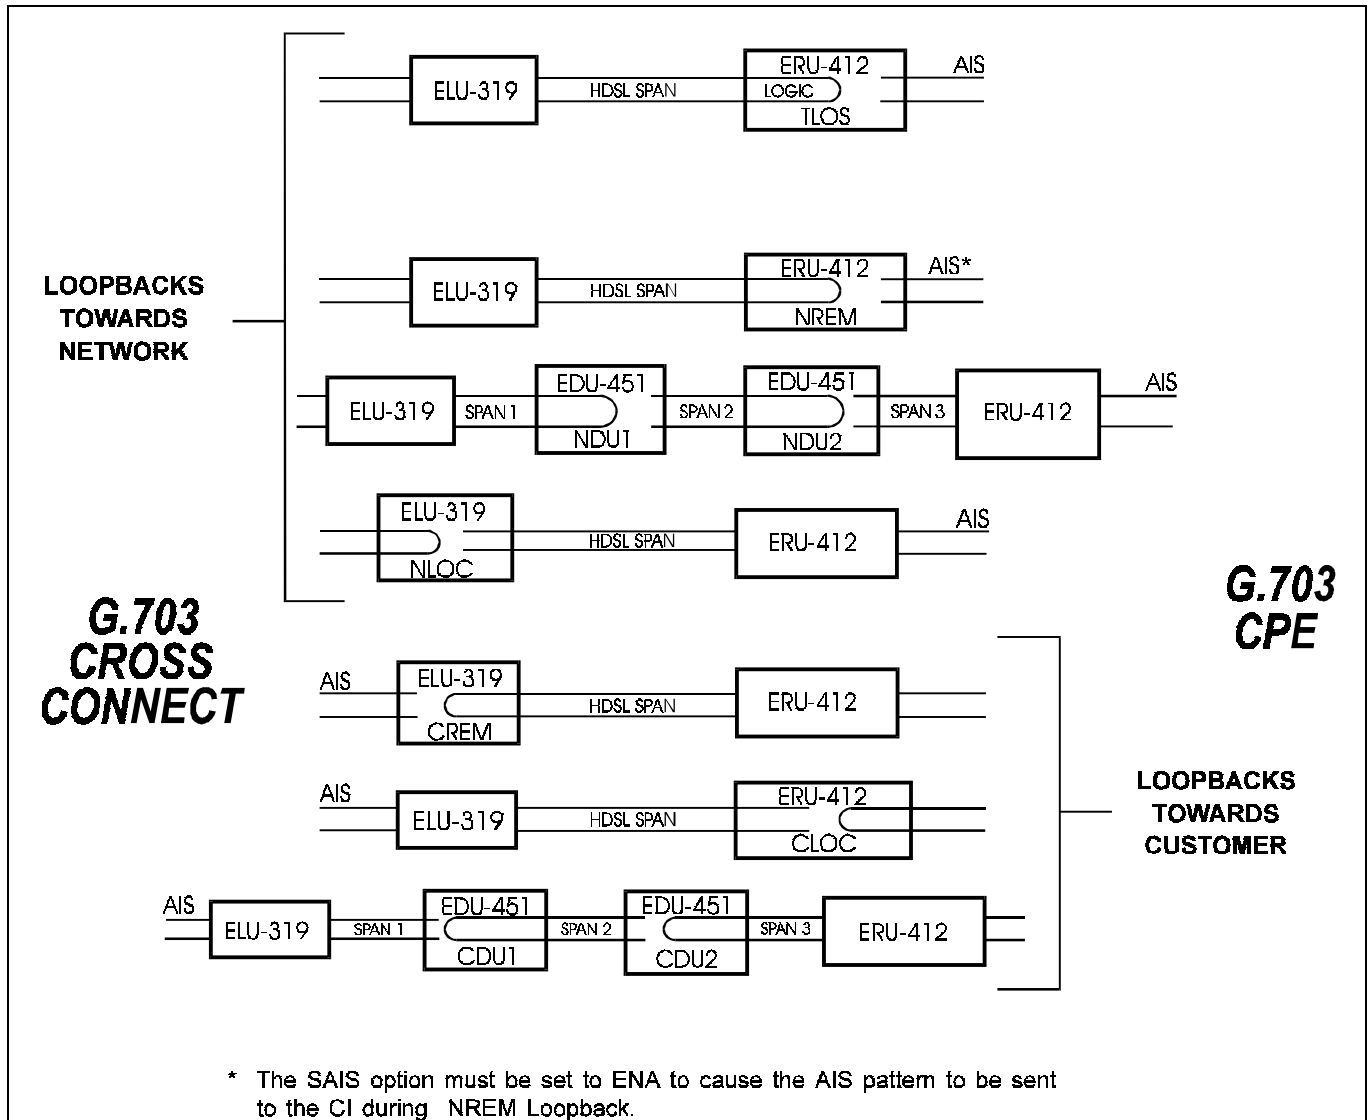 ERU-412
AIS
ELU-319
HDSL SPAN
LOGIC
TLOS
LOOPBACKS
TOWARDS
NETWORK
ERU-412
AIS*
ELU-319
HDSL SPAN
NREM
EDU-451
EDU-451
AIS
ELU-319
SPAN 1
SPAN 2
SPAN 3
ERU-412
NDU1
NDU2
ELU-319
AIS
HDSL SPAN
ERU-412
NLOC
G.703
CROSS
CONNECT
G.703
CPE
AIS
ELU-319
HDSL SPAN
ERU-412
CREM
AIS
ERU-412
ELU-319
HDSL SPAN
CLOC
LOOPBACKS
TOWARDS
CUSTOMER
AIS
EDU-451
EDU-451
ELU-319
SPAN 1
SPAN 2
SPAN 3
ERU-412
CDU1
CDU2
* The SAIS option must be set to ENA to cause the AIS pattern to be sent
to the CI during NREM Loopback.